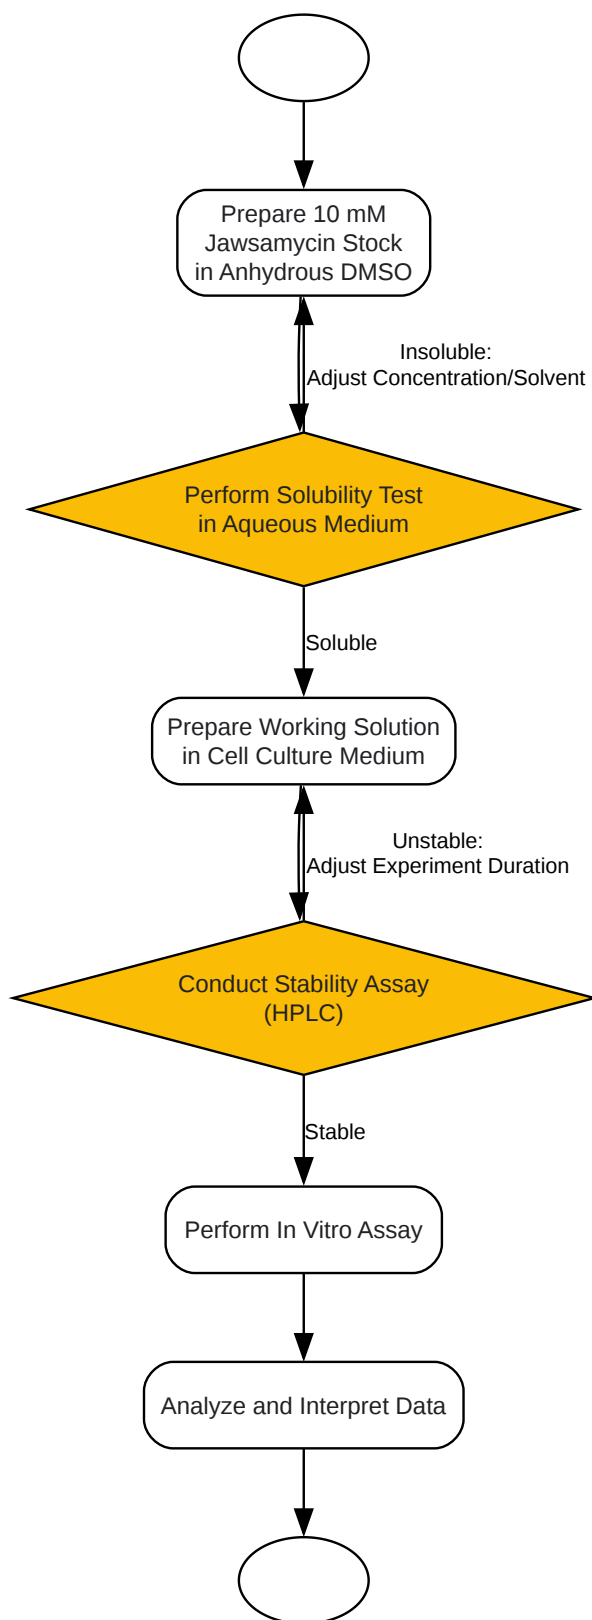 Prepare 10 mM
Jawsamycin Stock
in Anhydrous DMSO
Insoluble:
Adjust Concentration/Solvent
Perform Solubility Test
in Aqueous Medium
Soluble
Prepare Working Solution
in Cell Culture Medium
Unstable:
Adjust Experiment Duration
Conduct Stability Assay
(HPLC)
Stable
Perform In Vitro Assay
Analyze and Interpret Data